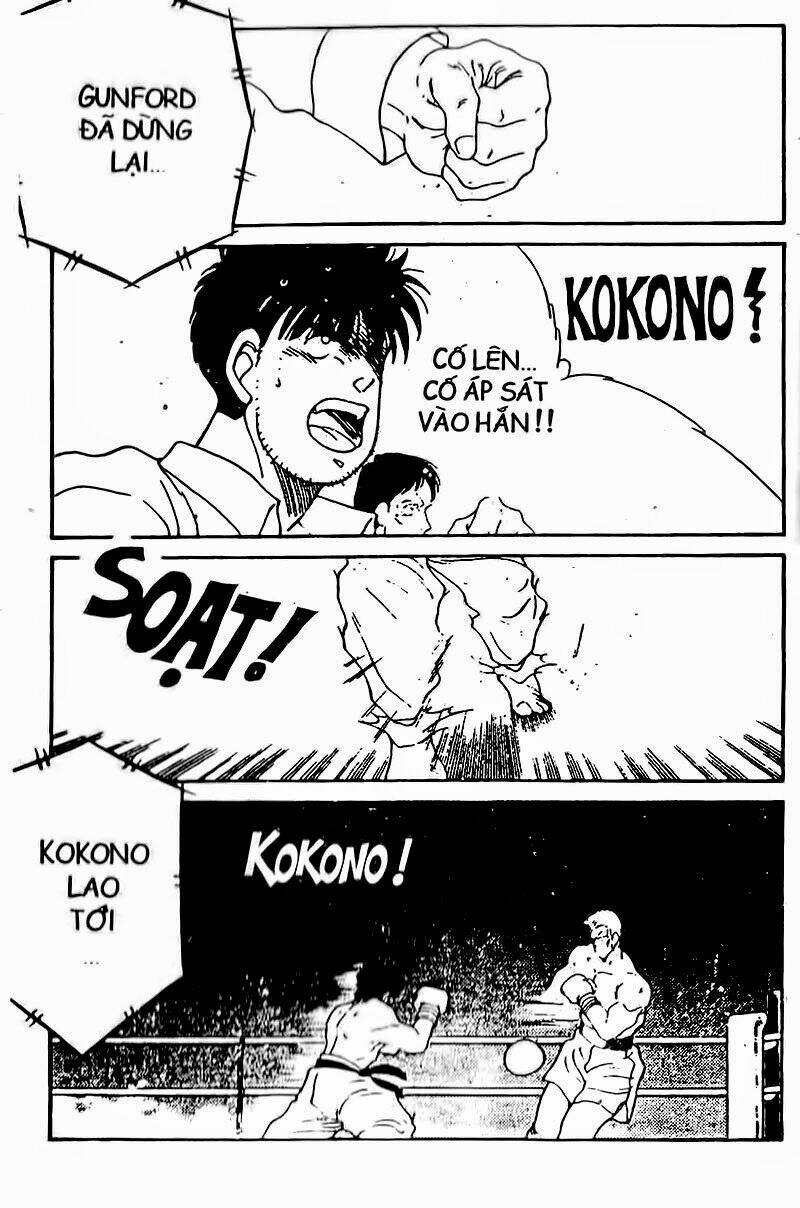 GUNFORD
ĐÃ DỪNG
LẠI...
KOKONO!
CỐ LÊN...
CỐ ÁP SÁT
VÀO HẮN!!
SOẠT!
KOKONO
LAO
TỚI
...
KOKONO!